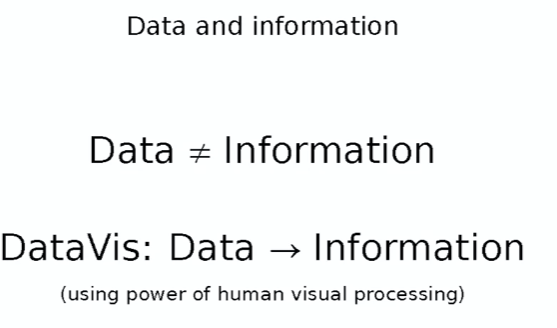 Data and information
Data ≠ Information
DataVis: Data → Information
(using power of human visual processing)